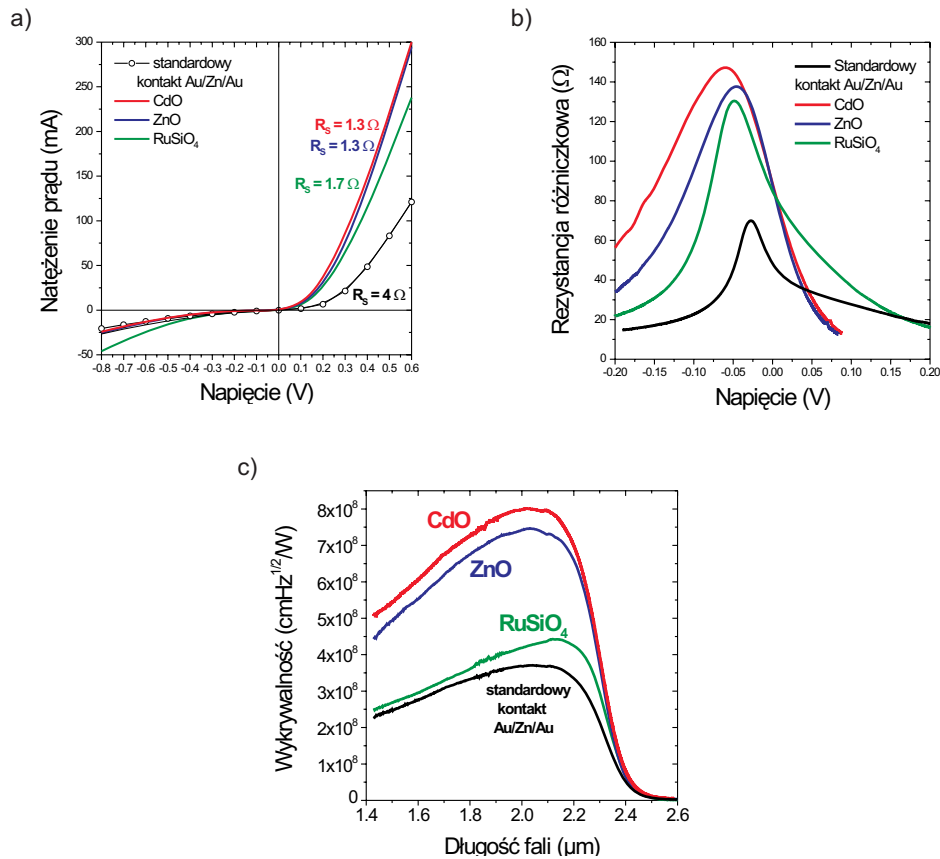 a)
Natężenie prądu (mA)
300
250
200
150
100
50
0
-50
standardowy
kontakt Au/Zn/Au
CdO
ZnO
RuSiO4
RS = 1.3 Ω
RS = 1.3 Ω
RS = 1.7 Ω
RS = 4 Ω
-0.8 -0.7 -0.6 -0.5 -0.4 -0.3 -0.2 -0.1 0.0 0.1 0.2 0.3 0.4 0.5 0.6
Napięcie (V)
b)
Rezystancja różniczkowa (Ω)
160
140
120
100
80
60
40
20
0
Standardowy
kontakt Au/Zn/Au
CdO
ZnO
RuSiO4
-0.20 -0.15 -0.10 -0.05 0.00 0.05 0.10 0.15 0.20
Napięcie (V)
c)
Wykrywalność (cmHz^1/2/W)
8x10^8
7x10^8
6x10^8
5x10^8
4x10^8
3x10^8
2x10^8
1x10^8
0
CdO
ZnO
RuSiO4
standardowy
kontakt
Au/Zn/Au
1.4 1.6 1.8 2.0 2.2 2.4 2.6
Długość fali (µm)